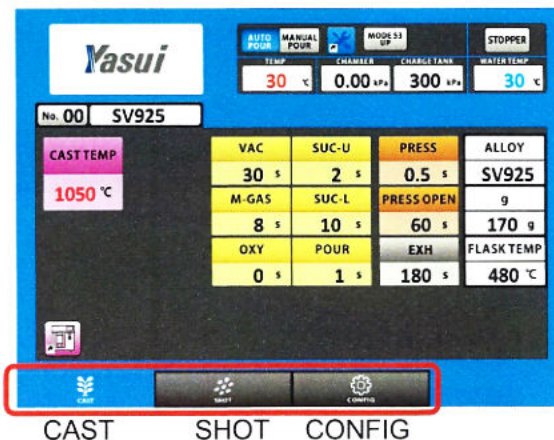 Yasui
AUTO POUR
MANUAL POUR
MODE 53 UP
STOPPER
TEMP
CHAMBER
CHARGE TANK
WATER TEMP
30 ℃
0.00 kPa
300 kPa
30 ℃
No. 00 SV925
CAST TEMP
1050 ℃
VAC SUC-U PRESS ALLOY
30 s 2 s 0.5 s SV925
M-GAS SUC-L PRESS OPEN g
8 s 10 s 60 s 170 g
OXY POUR EXH FLASK TEMP
0 s 1 s 180 s 480 ℃
CAST SHOT CONFIG
CAST SHOT CONFIG